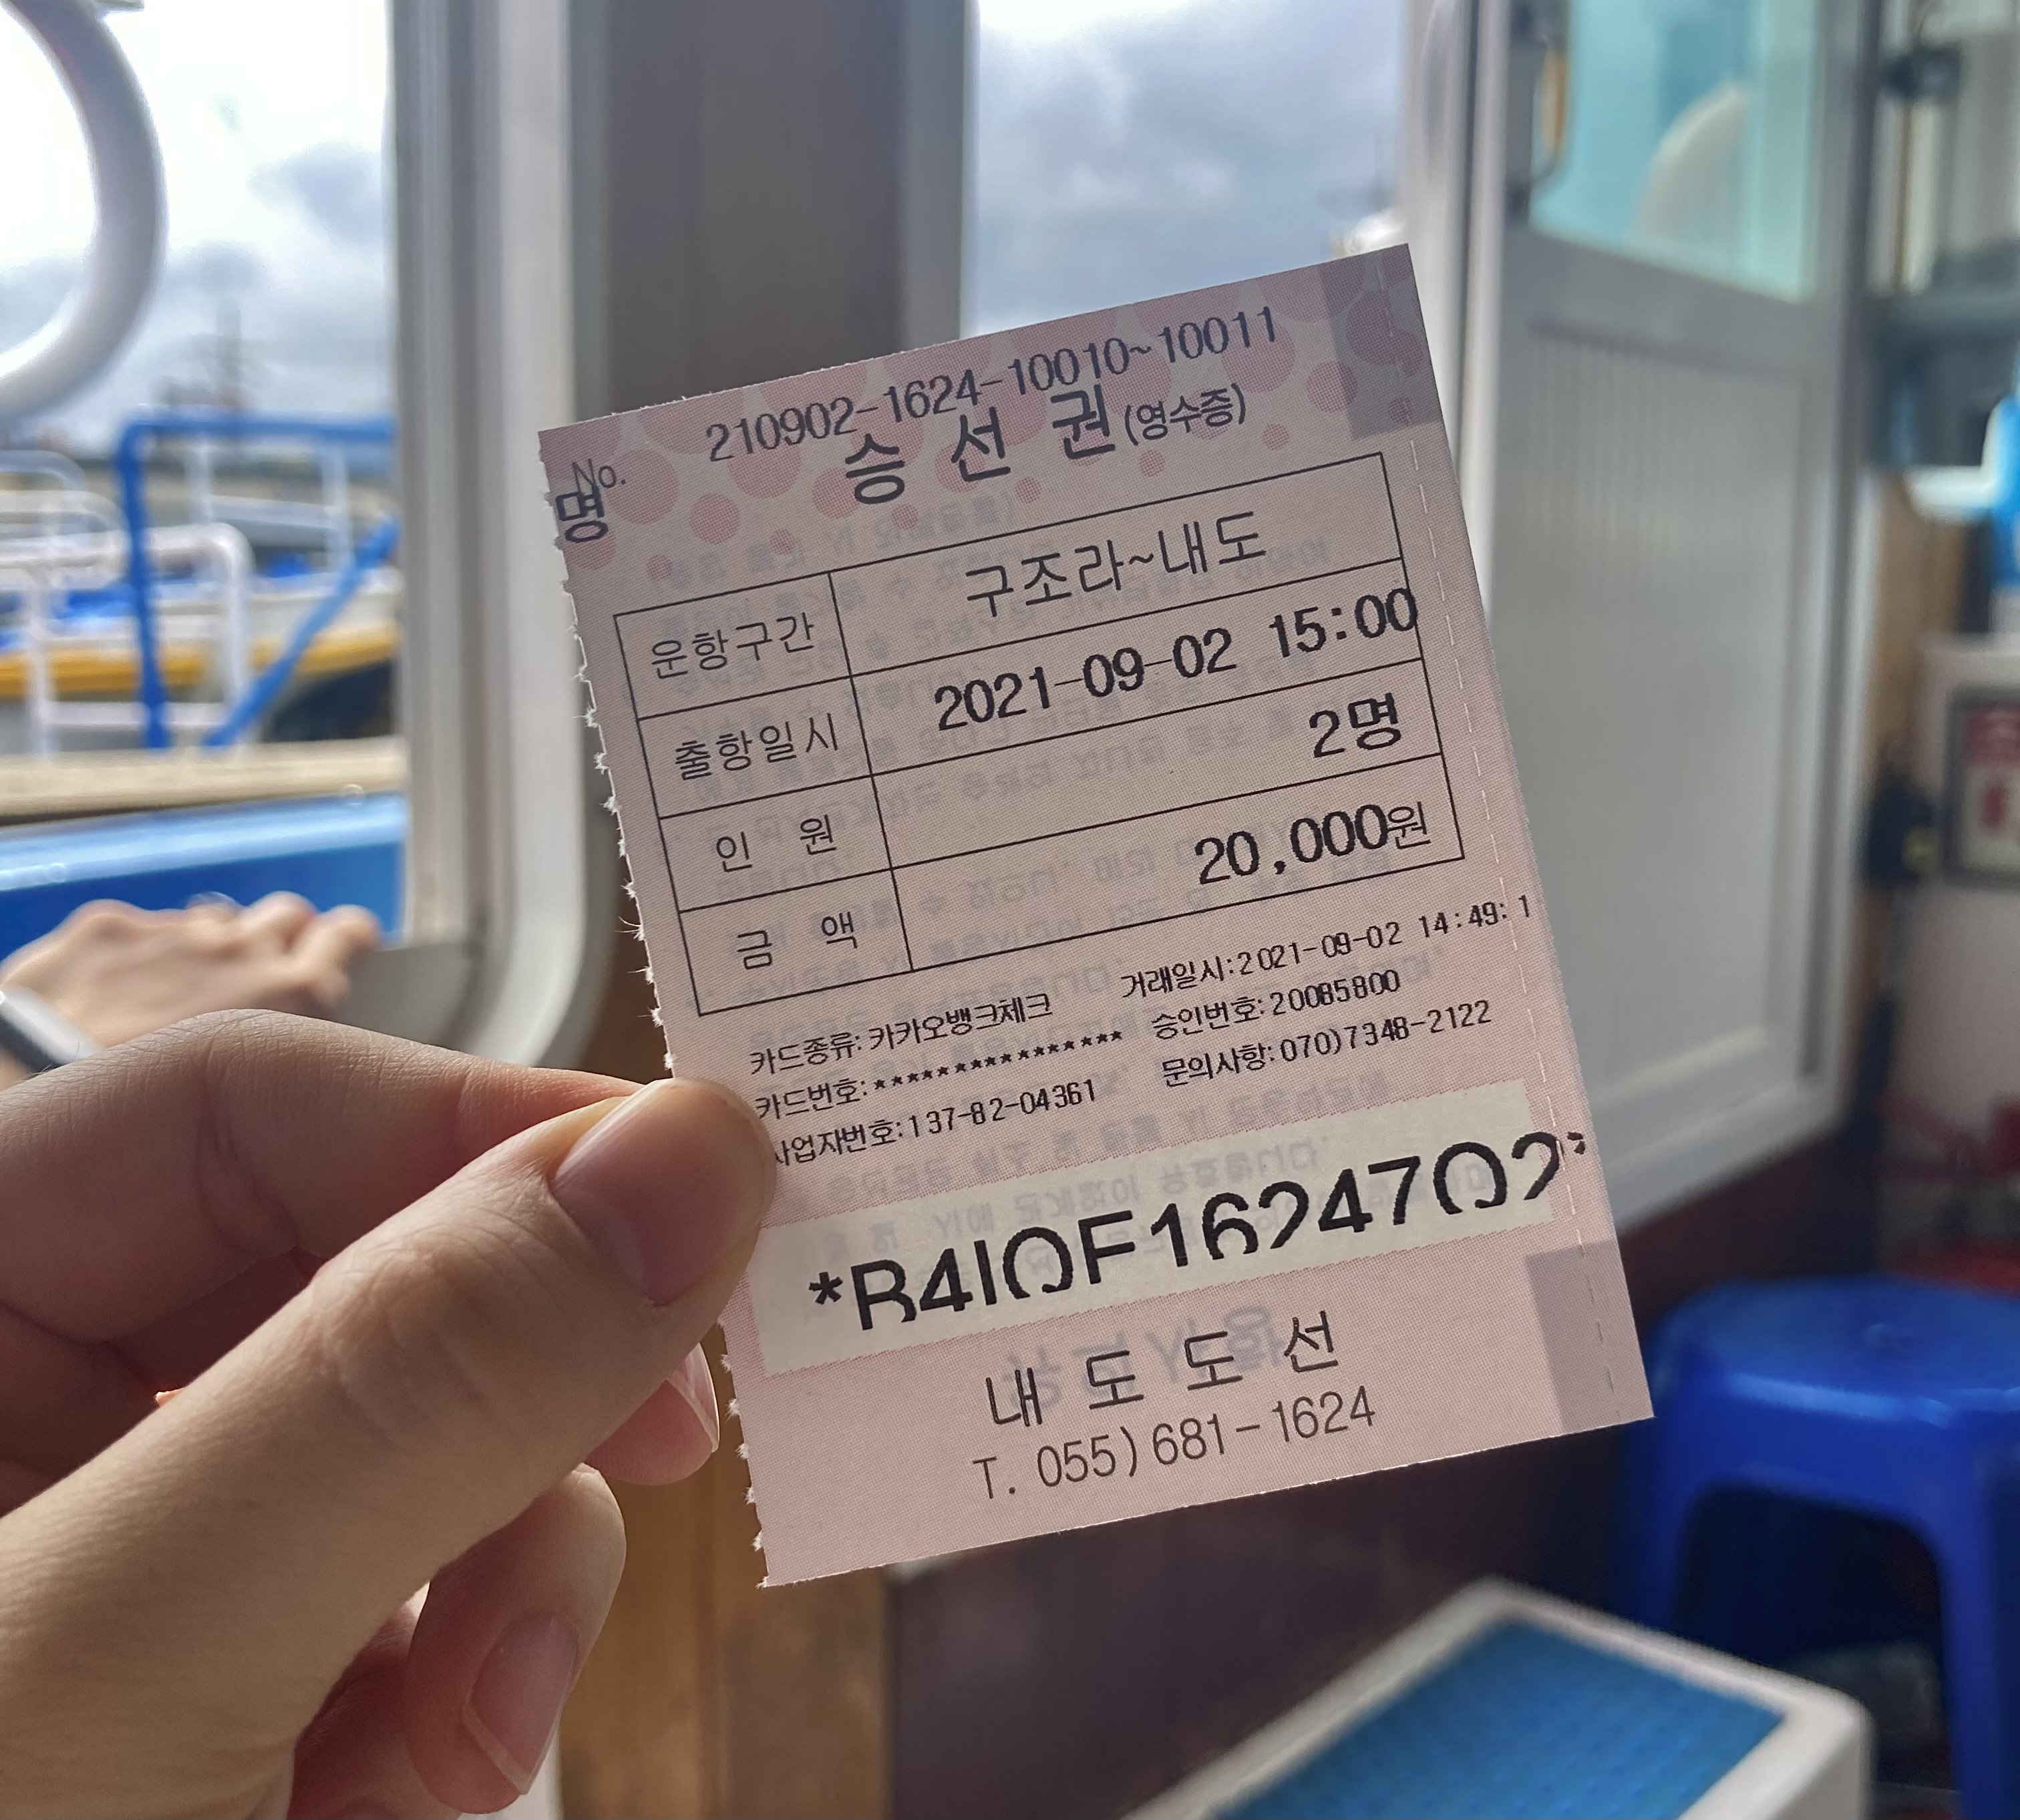 210902-1624-10010~10011
No.
승 선 권 (영수증)
명
운항구간 구조라~내도
출항일시 2021-09-02 15:00
인 원 2명
금 액 20,000원
카드종류: 카카오뱅크체크 거래일시:2021-09-02 14:49: 1
카드번호: **************** 승인번호: 20085800
사업자번호:137-82-04361 문의사항: 070)7348-2122
내 도 도 선
T. 055)681-1624